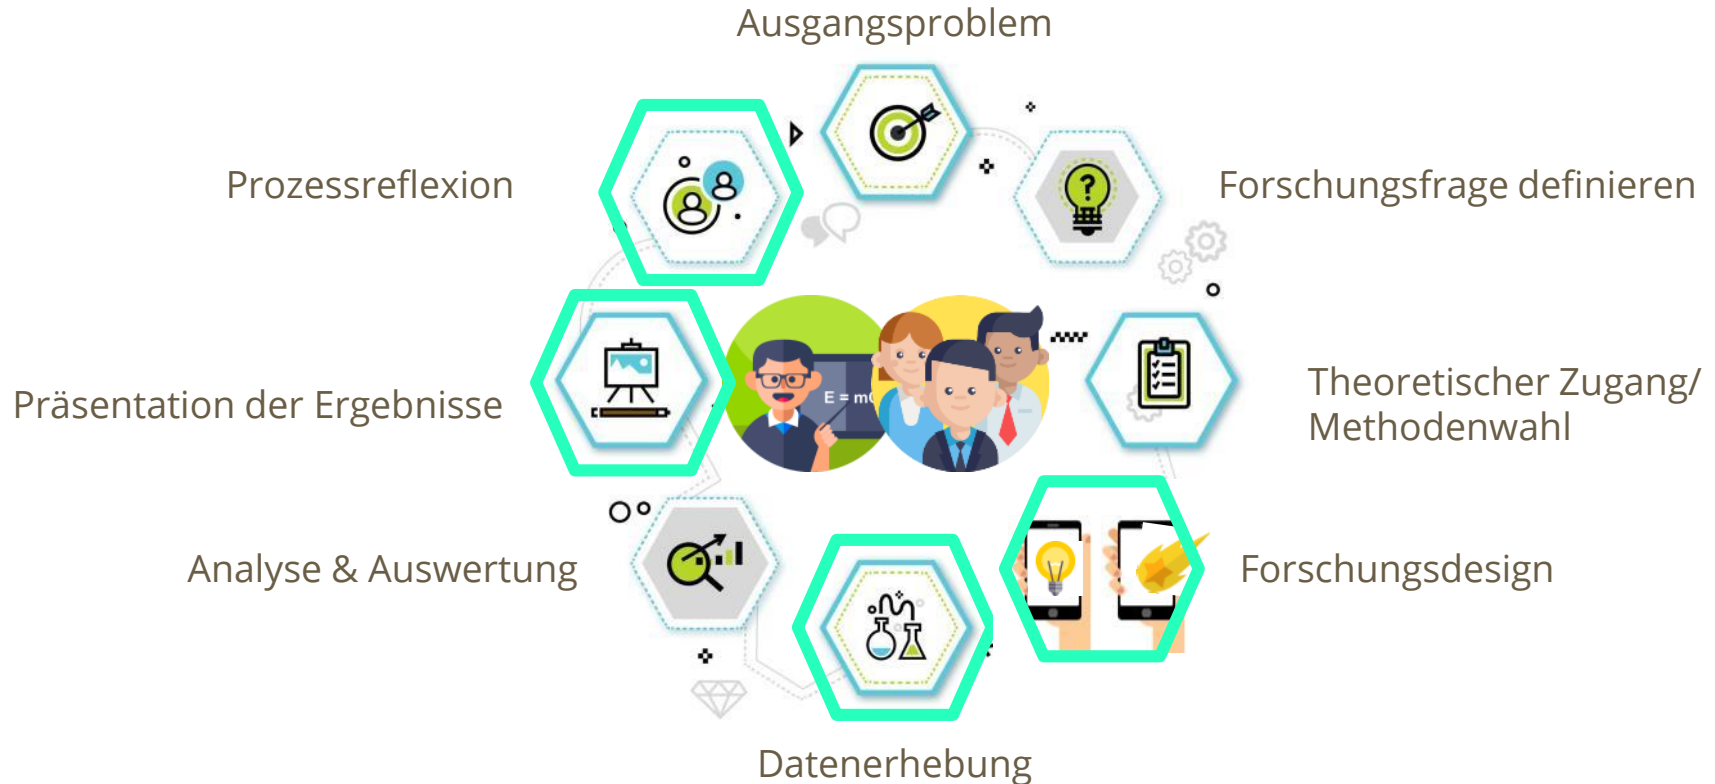 Ausgangsproblem
Prozessreflexion
Forschungsfrage definieren
?
E = m
Präsentation der Ergebnisse
Theoretischer Zugang/
Methodenwahl
Analyse & Auswertung
Forschungsdesign
Datenerhebung